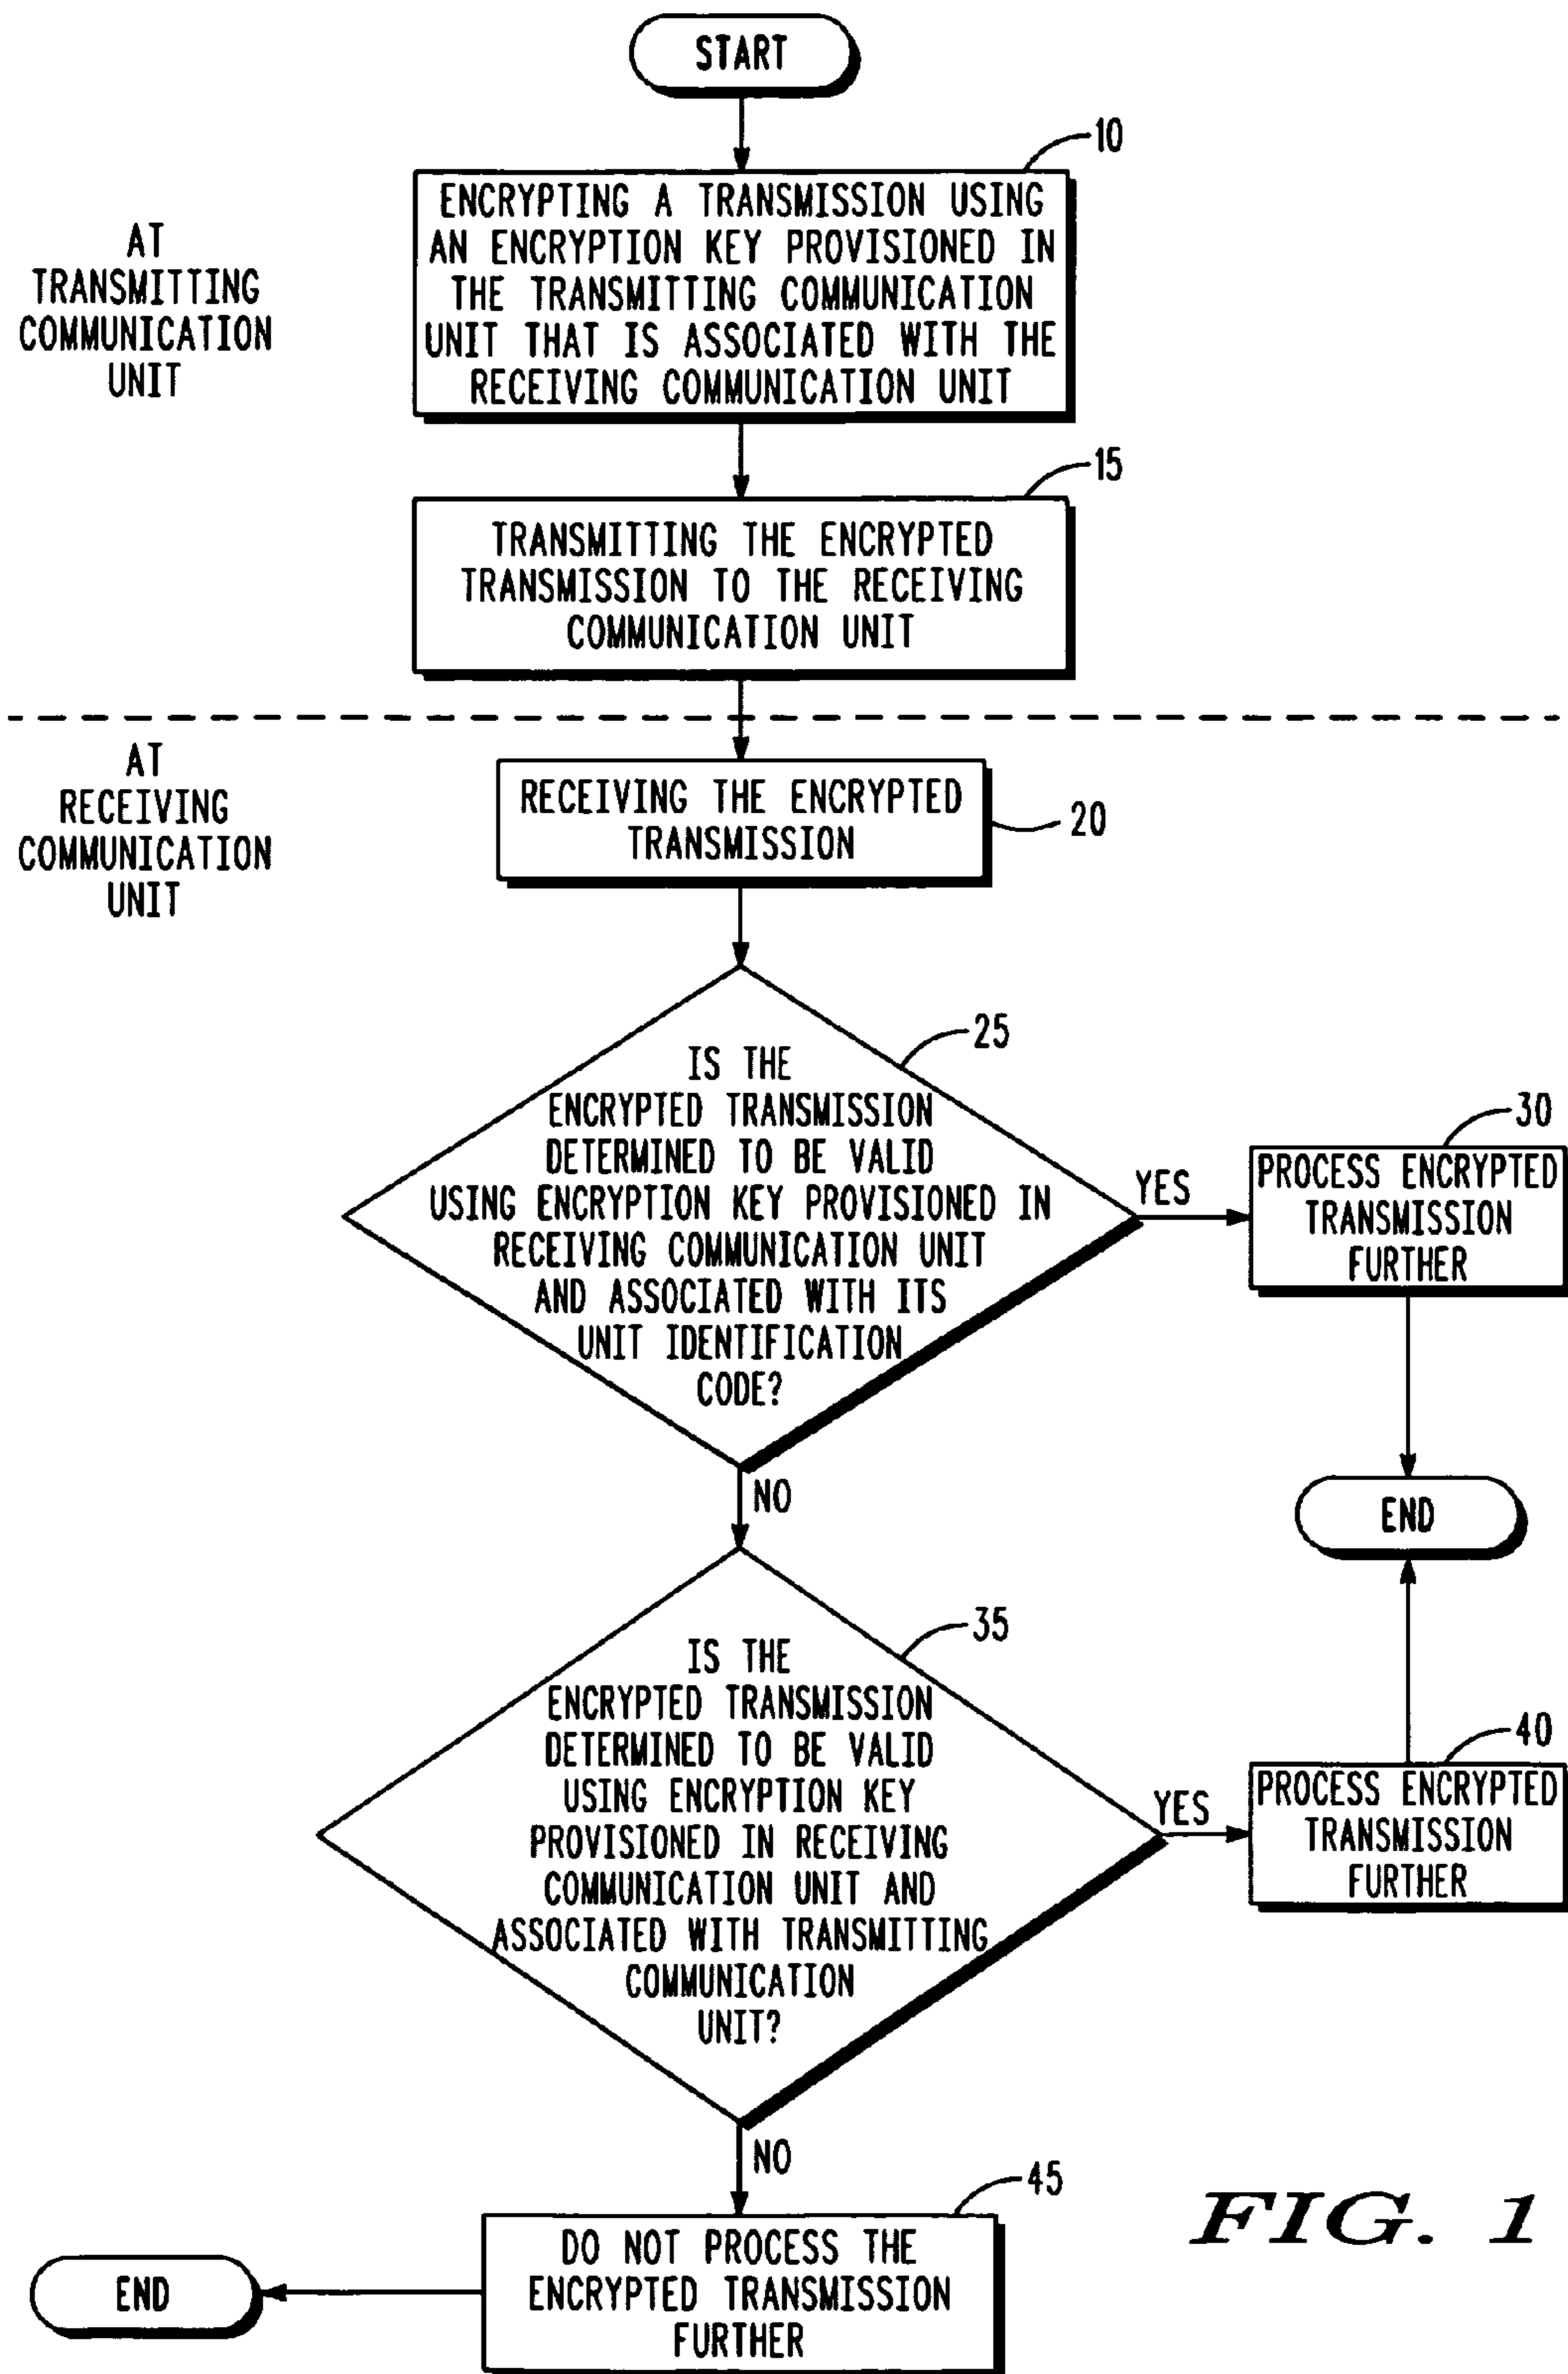 START
10
ENCRYPTING A TRANSMISSION USING
AN ENCRYPTION KEY PROVISIONED IN
THE TRANSMITTING COMMUNICATION
UNIT THAT IS ASSOCIATED WITH THE
RECEIVING COMMUNICATION UNIT
AT
TRANSMITTING
COMMUNICATION
UNIT
15
TRANSMITTING THE ENCRYPTED
TRANSMISSION TO THE RECEIVING
COMMUNICATION UNIT
AT
RECEIVING
COMMUNICATION
UNIT
RECEIVING THE ENCRYPTED
TRANSMISSION
20
25
IS THE
ENCRYPTED TRANSMISSION
DETERMINED TO BE VALID
USING ENCRYPTION KEY PROVISIONED IN
RECEIVING COMMUNICATION UNIT
AND ASSOCIATED WITH ITS
UNIT IDENTIFICATION
CODE?
YES
30
PROCESS ENCRYPTED
TRANSMISSION
FURTHER
NO
END
35
IS THE
ENCRYPTED TRANSMISSION
DETERMINED TO BE VALID
USING ENCRYPTION KEY
PROVISIONED IN RECEIVING
COMMUNICATION UNIT AND
ASSOCIATED WITH TRANSMITTING
COMMUNICATION
UNIT?
YES
40
PROCESS ENCRYPTED
TRANSMISSION
FURTHER
NO
45
DO NOT PROCESS THE
ENCRYPTED TRANSMISSION
FURTHER
END
FIG. 1